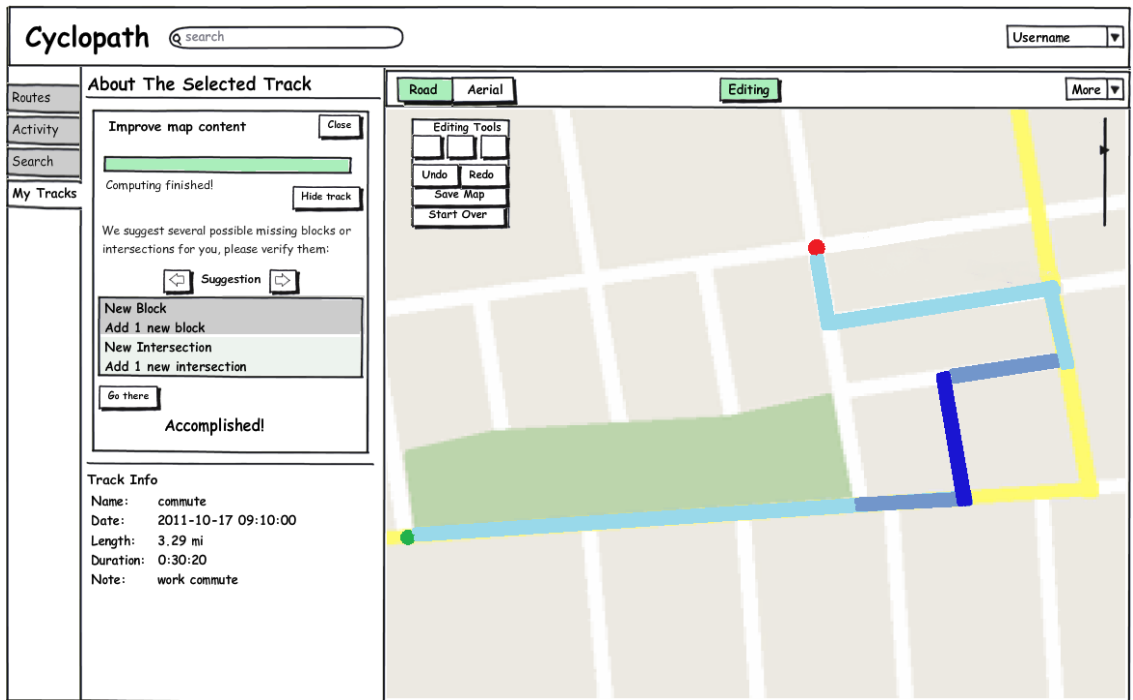 Cyclopath
search
Username
Routes
Activity
Search
My Tracks
About The Selected Track
Improve map content
Close
Computing finished!
Hide track
We suggest several possible missing blocks or
intersections for you, please verify them:
Suggestion
New Block
Add 1 new block
New Intersection
Add 1 new intersection
Go there
Accomplished!
Track Info
Name: commute
Date: 2011-10-17 09:10:00
Length: 3.29 mi
Duration: 0:30:20
Note: work commute
Road
Aerial
Editing
More
Editing Tools
Undo
Redo
Save Map
Start Over